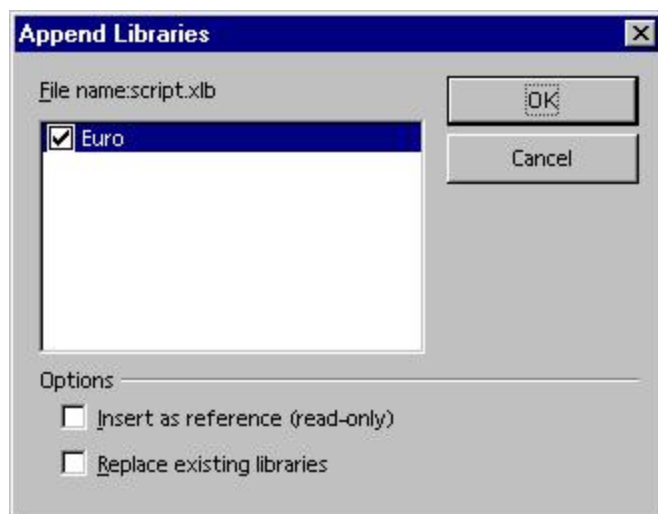 Append Libraries
File name:script.xlb
OK
Euro
Cancel
Options
Insert as reference (read-only)
Replace existing libraries